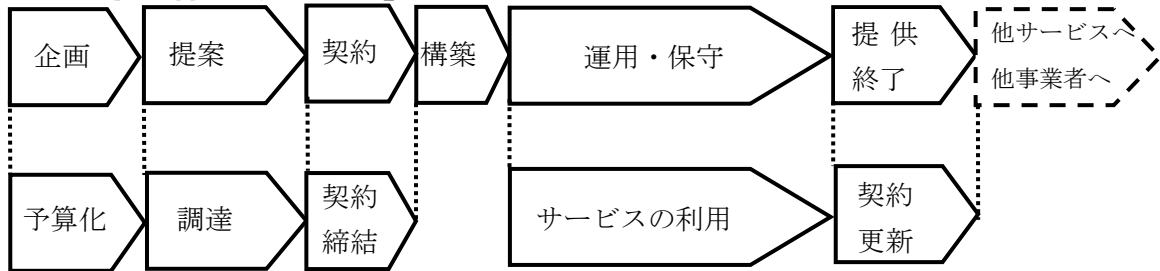 企画
提案
契約
構築
運用・保守
提 供
終了
他サービスへ
他事業者へ
予算化
調達
契約
締結
サービスの利用
契約
更新